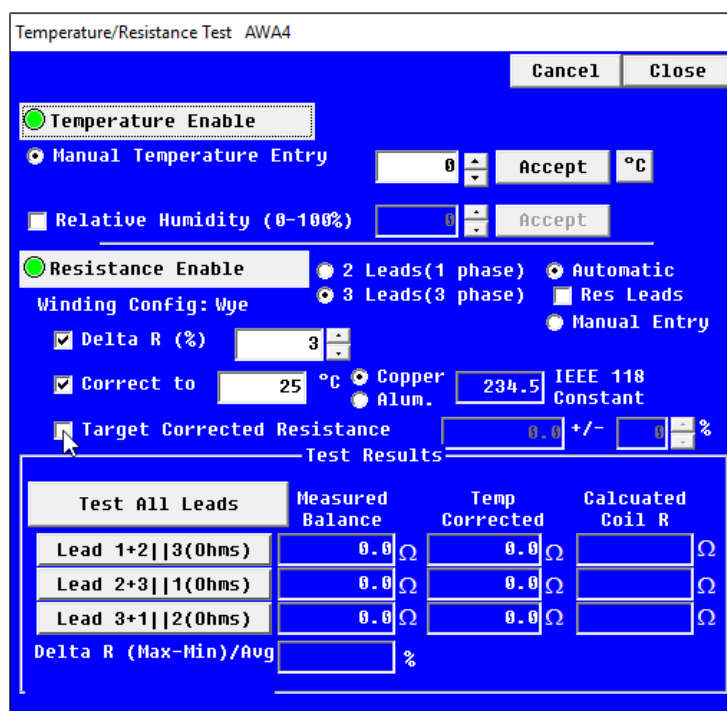 Temperature/Resistance Test AWA4
Cancel Close
Temperature Enable
Manual Temperature Entry 0 Accept °C
Relative Humidity (0-100%) 0 Accept
Resistance Enable 2 Leads(1 phase) Automatic
3 Leads(3 phase) Res Leads
Winding Config: Wye
Manual Entry
Delta R (%) 3
Correct to 25 °C Copper 234.5 IEEE 118
Alum. Constant
Target Corrected Resistance 0.0 +/- 0 %
Test Results
Test All Leads Measured Temp Calcuated
Balance Corrected Coil R
Lead 1+2||3(Ohms) 0.0 Ω 0.0 Ω Ω
Lead 2+3||1(Ohms) 0.0 Ω 0.0 Ω Ω
Lead 3+1||2(Ohms) 0.0 Ω 0.0 Ω Ω
Delta R (Max-Min)/Avg %